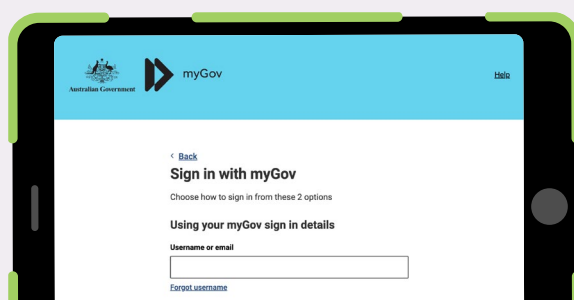 Australian Government
myGov
Help
< Back
Sign in with myGov
Choose how to sign in from these 2 options
Using your myGov sign in details
Username or email
Forgot username